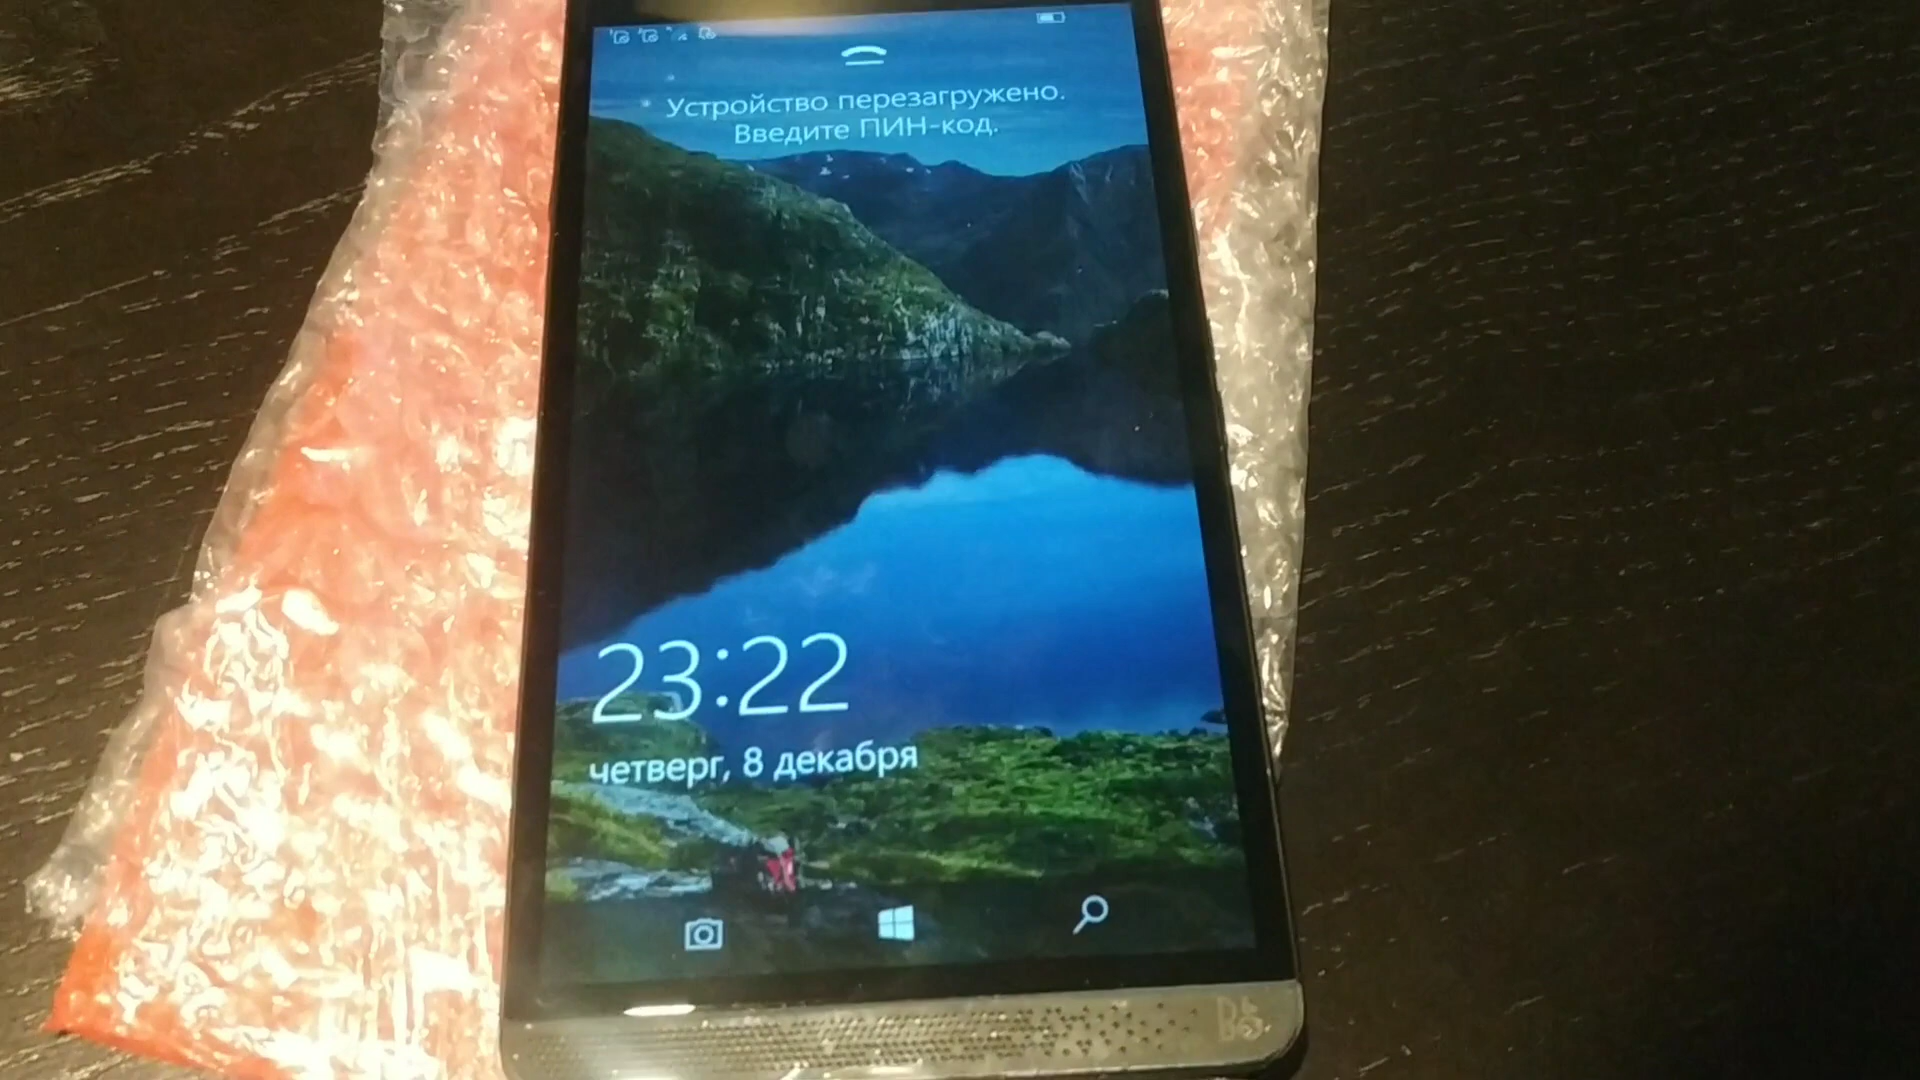 Устройство перезагружено.
Введите ПИН-код.
23:22
четверг, 8 декабря
B&O